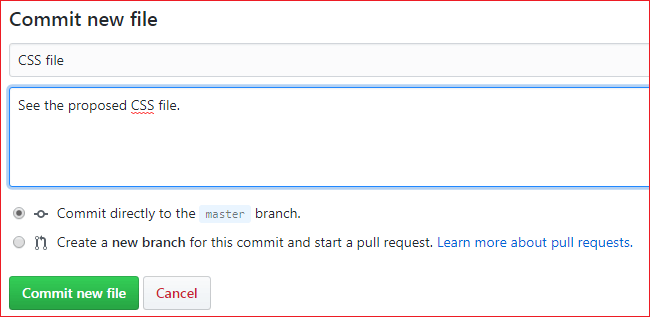 Commit new file
CSS file
See the proposed CSS file.
Commit directly to the master branch.
Create a new branch for this commit and start a pull request. Learn more about pull requests.
Commit new file Cancel